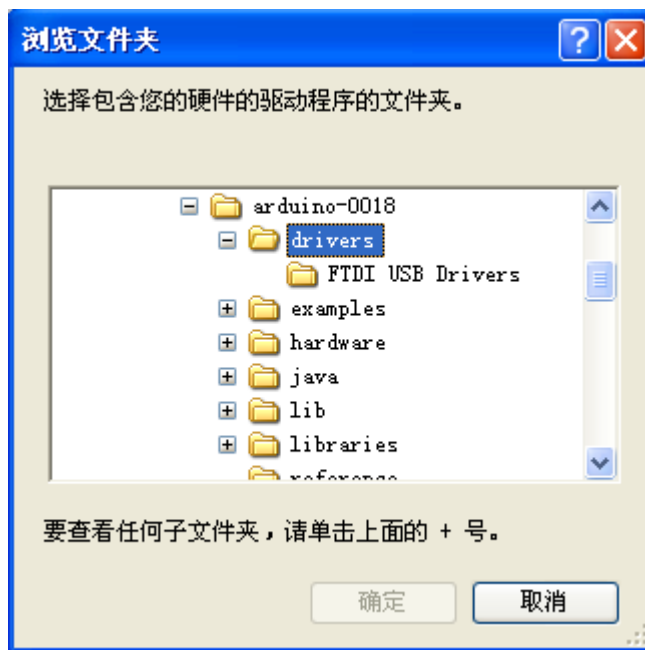 浏览文件夹
选择包含您的硬件的驱动程序的文件夹。
arduino-0018
drivers
FTDI USB Drivers
examples
hardware
java
lib
libraries
reference
要查看任何子文件夹，请单击上面的 + 号。
确定
取消